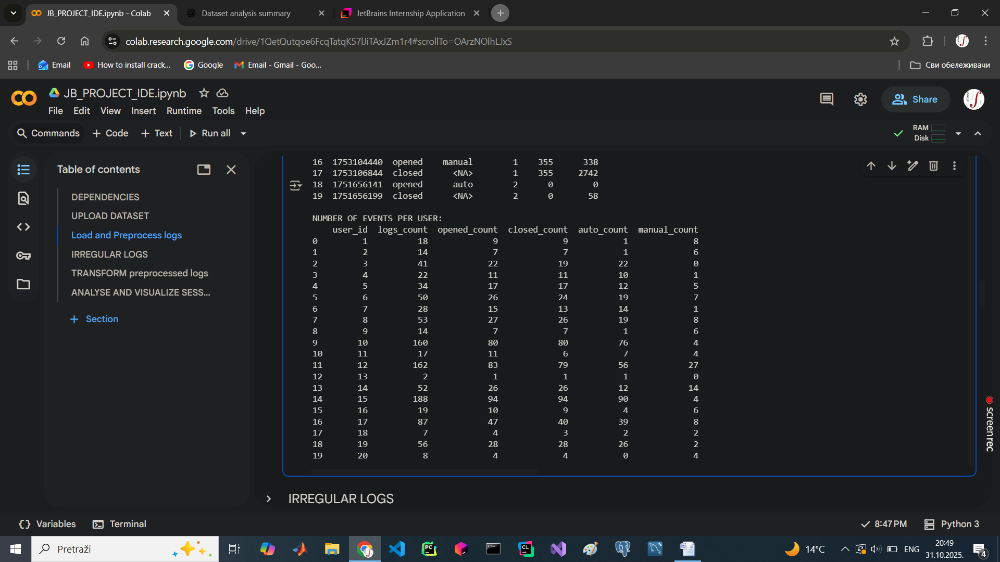 JB_PROJECT_IDE.ipynb - Colab
Dataset analysis summary
JetBrains Internship Application
colab.research.google.com/drive/1QetQutqoe6FcqTatqK57lJiTAxJZm1r4#scrollTo=OArzNOlhLJxS
Email
How to install crack...
Google
Email - Gmail - Goo...
Сви обележивачи
JB_PROJECT_IDE.ipynb
File Edit View Insert Runtime Tools Help
Share
Commands
+ Code
+ Text
Run all
RAM
Disk
Table of contents
DEPENDENCIES
UPLOAD DATASET
Load and Preprocess logs
IRREGULAR LOGS
TRANSFORM preprocessed logs
ANALYSE AND VISUALIZE SESS...
+ Section
16 1753104440 opened manual 1 355 338
17 1753106844 closed <NA> 1 355 2742
18 1751656141 opened auto 2 0 0
19 1751656199 closed <NA> 2 0 58
NUMBER OF EVENTS PER USER:
user_id logs_count opened_count closed_count auto_count manual_count
0 1 18 9 9 1 8
1 2 14 7 7 1 6
2 3 41 22 19 22 0
3 4 22 11 11 10 1
4 5 34 17 17 12 5
5 6 50 26 24 19 7
6 7 28 15 13 14 1
7 8 53 27 26 19 8
8 9 14 7 7 1 6
9 10 160 80 80 76 4
10 11 17 11 6 7 4
11 12 162 83 79 56 27
12 13 2 1 1 1 0
13 14 52 26 26 12 14
14 15 188 94 94 90 4
15 16 19 10 9 4 6
16 17 87 47 40 39 8
17 18 7 4 3 2 2
18 19 56 28 28 26 2
19 20 8 4 4 0 4
IRREGULAR LOGS
screenrec
Variables
Terminal
8:47 PM
Python 3
Pretraži
14°C
ENG
20:49
31.10.2025.
4